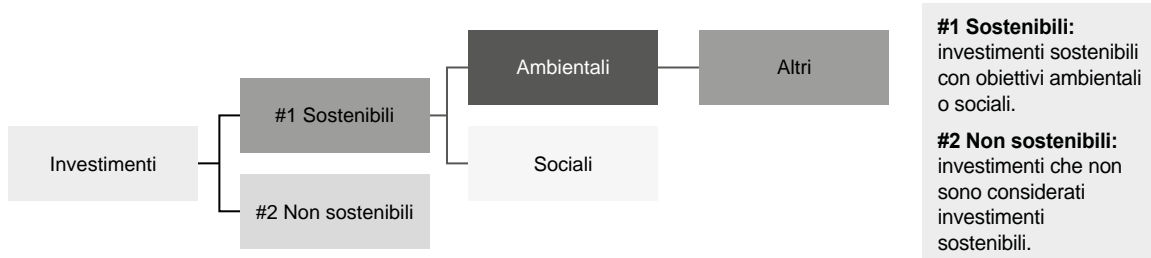 Investimenti
#1 Sostenibili
#2 Non sostenibili
Ambientali
Sociali
Altri
#1 Sostenibili:
investimenti sostenibili
con obiettivi ambientali
o sociali.
#2 Non sostenibili:
investimenti che non
sono considerati
investimenti
sostenibili.